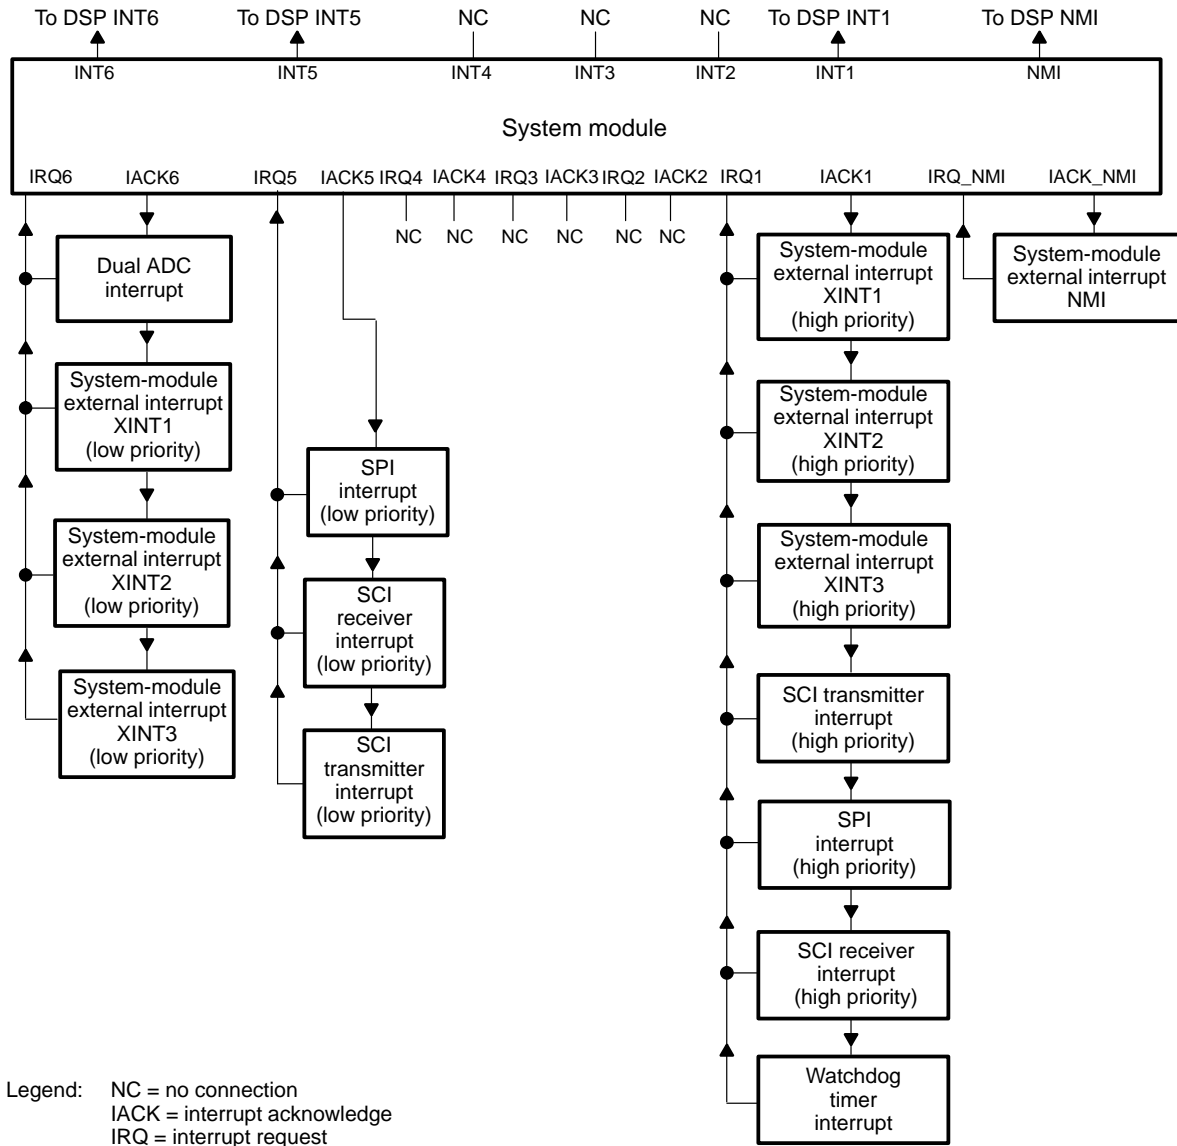 To DSP INT6
To DSP INT5
NC
NC
NC
To DSP INT1
To DSP NMI
INT6
INT5
INT4
INT3
INT2
INT1
NMI
System module
IRQ6
IACK6
IRQ5
IACK5
IRQ4
IACK4
IRQ3
IACK3
IRQ2
IACK2
IRQ1
IACK1
IRQ_NMI
IACK_NMI
NC
NC
NC
NC
NC
NC
Dual ADC
interrupt
System-module
external interrupt
XINT1
(low priority)
System-module
external interrupt
XINT2
(low priority)
System-module
external interrupt
XINT3
(low priority)
SPI
interrupt
(low priority)
SCI
receiver
interrupt
(low priority)
SCI
transmitter
interrupt
(low priority)
System-module
external interrupt
XINT1
(high priority)
System-module
external interrupt
XINT2
(high priority)
System-module
external interrupt
XINT3
(high priority)
SCI transmitter
interrupt
(high priority)
SPI
interrupt
(high priority)
SCI receiver
interrupt
(high priority)
Watchdog
timer
interrupt
System-module
external interrupt
NMI
Legend: NC = no connection
IACK = interrupt acknowledge
IRQ = interrupt request